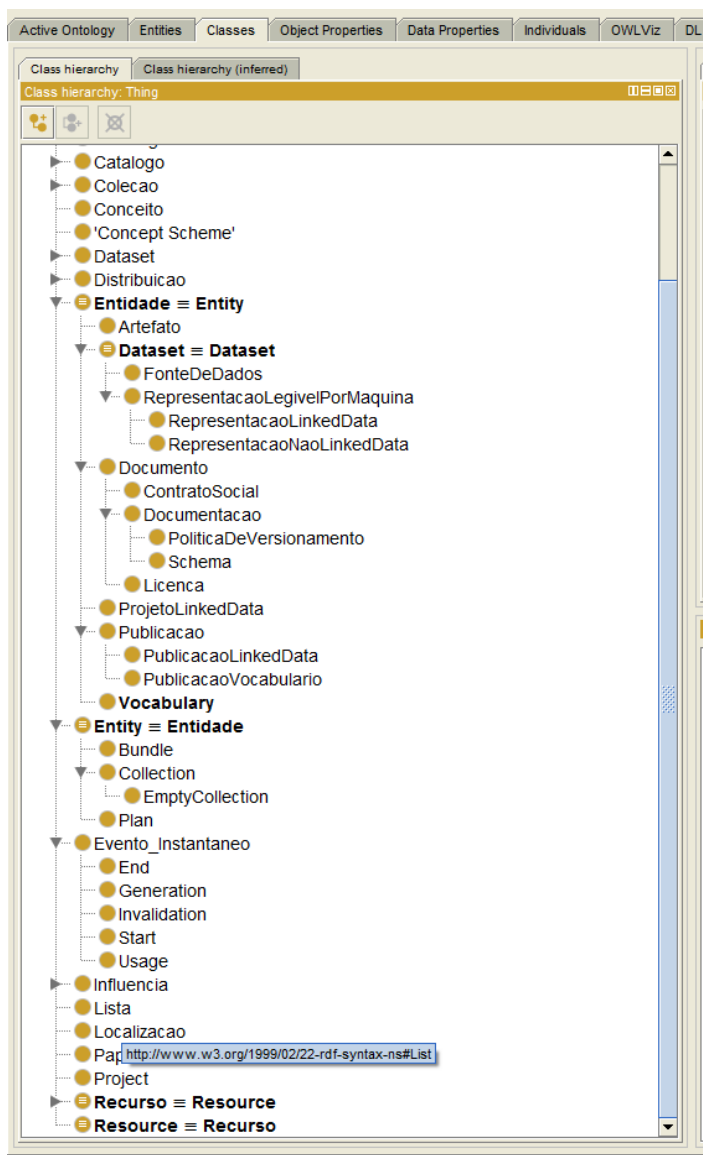 Active Ontology Entities Classes Object Properties Data Properties Individuals OWLViz DL
Class hierarchy Class hierarchy (inferred)
Class hierarchy: Thing
Catalogo
Colecao
Conceito
'Concept Scheme'
Dataset
Distribuicao
Entidade ≡ Entity
Artefato
Dataset ≡ Dataset
FonteDeDados
RepresentacaoLegivelPorMaquina
RepresentacaoLinkedData
RepresentacaoNaoLinkedData
Documento
ContratoSocial
Documentacao
PoliticaDeVersionamento
Schema
Licenca
ProjetoLinkedData
Publicacao
PublicacaoLinkedData
PublicacaoVocabulario
Vocabulary
Entity ≡ Entidade
Bundle
Collection
EmptyCollection
Plan
Evento_Instantaneo
End
Generation
Invalidation
Start
Usage
Influencia
Lista
Localizacao
Pap http://www.w3.org/1999/02/22-rdf-syntax-ns#List
Project
Recurso ≡ Resource
Resource ≡ Recurso